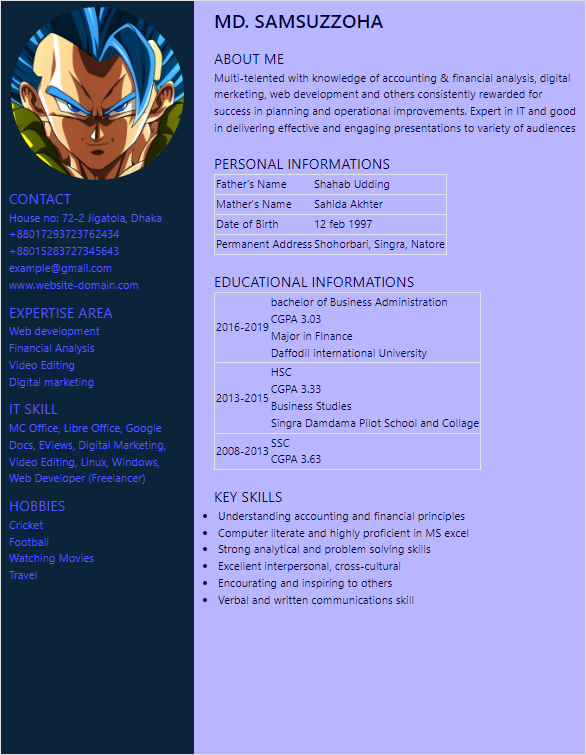 CONTACT
House no: 72-2 Jigatola, Dhaka
+88017293723762434
+88015283727345643
example@gmail.com
www.website-domain.com
EXPERTISE AREA
Web development
Financial Analysis
Video Editing
Digital marketing
IT SKILL
MC Office, Libre Office, Google
Docs, EViews, Digital Marketing,
Video Editing, Linux, Windows,
Web Developer (Freelancer)
HOBBIES
Cricket
Football
Watching Movies
Travel
MD. SAMSUZZOHA
ABOUT ME
Multi-telented with knowledge of accounting & financial analysis, digital
merketing, web development and others consistently rewarded for
success in planning and operational improvements. Expert in IT and good
in delivering effective and engaging presentations to variety of audiences
PERSONAL INFORMATIONS
Father's Name Shahab Udding
Mather's Name Sahida Akhter
Date of Birth 12 feb 1997
Permanent Address Shohorbari, Singra, Natore
EDUCATIONAL INFORMATIONS
2016-2019
bachelor of Business Administration
CGPA 3.03
Major in FInance
Daffodil international University
2013-2015
HSC
CGPA 3.33
Business Studies
Singra Damdama Pilot School and Collage
2008-2013
SSC
CGPA 3.63
KEY SKILLS
• Understanding accounting and financial principles
• Computer literate and highly proficient in MS excel
• Strong analytical and problem solving skills
• Excellent interpersonal, cross-cultural
• Encourating and inspiring to others
• Verbal and written communications skill